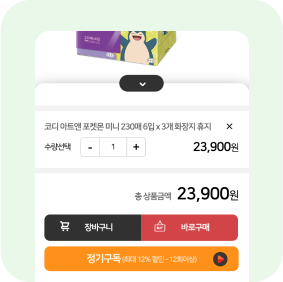 코디 아트앤 포켓몬 미니 230매 6입 x 3개 화장지 휴지 ×
수량선택 - 1 + 23,900원
총 상품금액 23,900원
장바구니 바로구매
정기구독 (최대 12% 할인 - 12회이상)